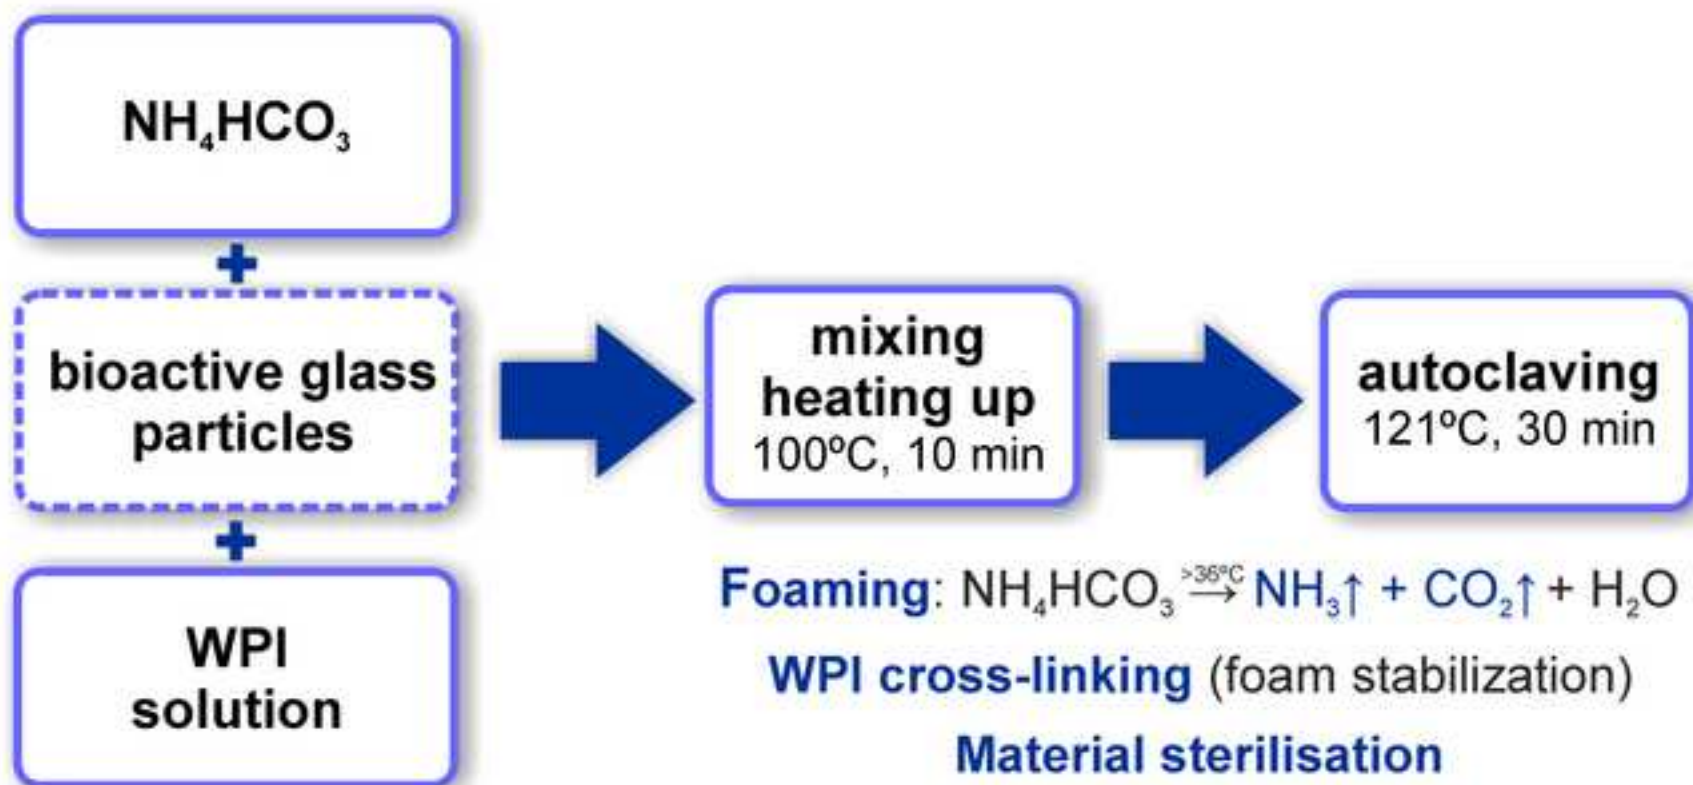 NH₄HCO₃
+
bioactive glass
particles
+
WPI
solution
mixing
heating up
100ºC, 10 min
autoclaving
121ºC, 30 min
Foaming: NH₄HCO₃ >36ºC → NH₃↑ + CO₂↑ + H₂O
WPI cross-linking (foam stabilization)
Material sterilisation